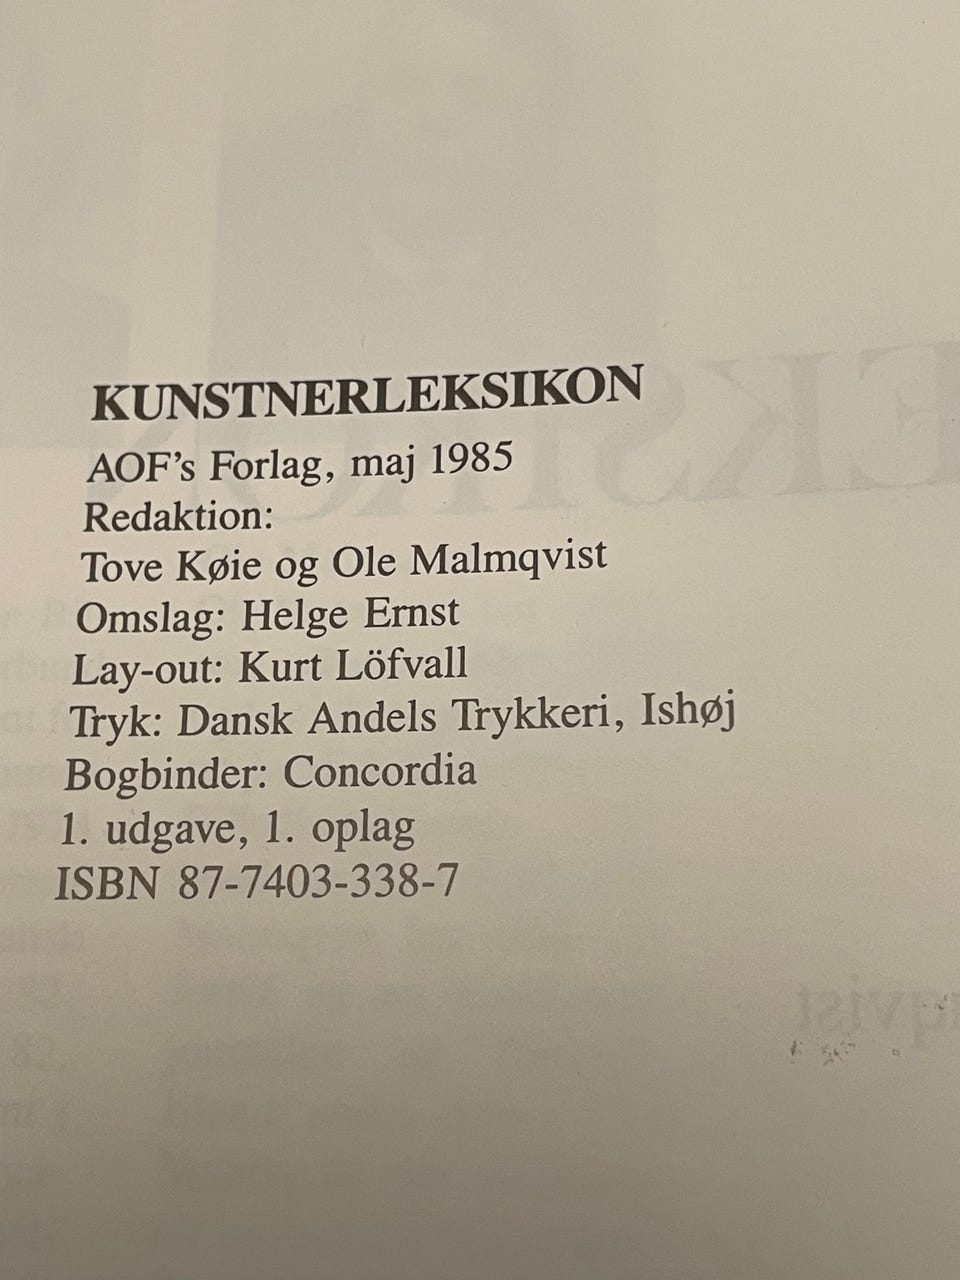 KUNSTNERLEKSIKON
AOF's Forlag, maj 1985
Redaktion:
Tove Køie og Ole Malmqvist
Omslag: Helge Ernst
Lay-out: Kurt Löfvall
Tryk: Dansk Andels Trykkeri, Ishøj
Bogbinder: Concordia
1. udgave, 1. oplag
ISBN 87-7403-338-7